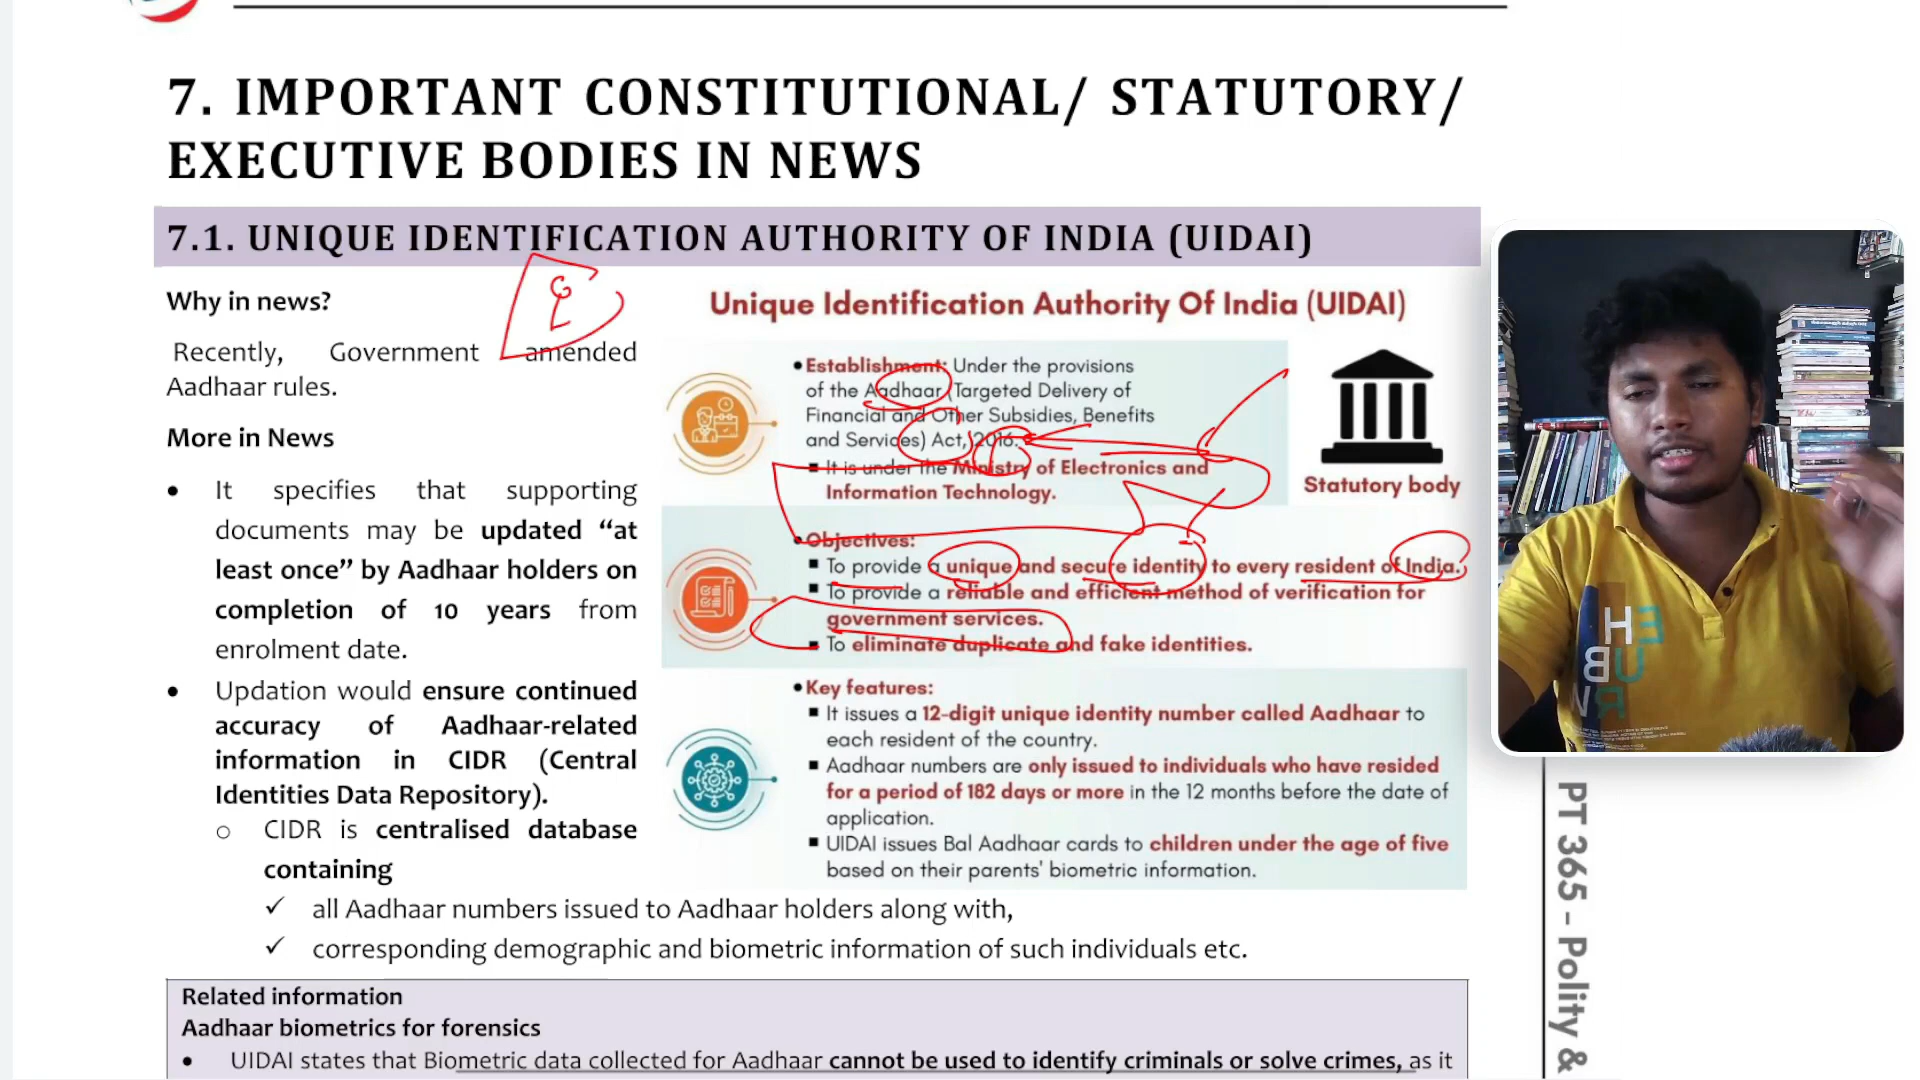 7. IMPORTANT CONSTITUTIONAL/ STATUTORY/
EXECUTIVE BODIES IN NEWS
7.1. UNIQUE IDENTIFICATION AUTHORITY OF INDIA (UIDAI)
Why in news?
Recently, Government amended
Aadhaar rules.
More in News
• It specifies that supporting
documents may be updated “at
least once” by Aadhaar holders on
completion of 10 years from
enrolment date.
• Updation would ensure continued
accuracy of Aadhaar-related
information in CIDR (Central
Identities Data Repository).
o CIDR is centralised database
containing
✓ all Aadhaar numbers issued to Aadhaar holders along with,
✓ corresponding demographic and biometric information of such individuals etc.
Unique Identification Authority Of India (UIDAI)
• Establishment: Under the provisions
of the Aadhaar (Targeted Delivery of
Financial and Other Subsidies, Benefits
and Services) Act, 2016.
▪ It is under the Ministry of Electronics and
Information Technology.
Statutory body
• Objectives:
▪ To provide a unique and secure identity to every resident of India.
▪ To provide a reliable and efficient method of verification for
government services.
▪ To eliminate duplicate and fake identities.
• Key features:
▪ It issues a 12-digit unique identity number called Aadhaar to
each resident of the country.
▪ Aadhaar numbers are only issued to individuals who have resided
for a period of 182 days or more in the 12 months before the date of
application.
▪ UIDAI issues Bal Aadhaar cards to children under the age of five
based on their parents' biometric information.
Related information
Aadhaar biometrics for forensics
• UIDAI states that Biometric data collected for Aadhaar cannot be used to identify criminals or solve crimes, as it
PT 365 - Polity &